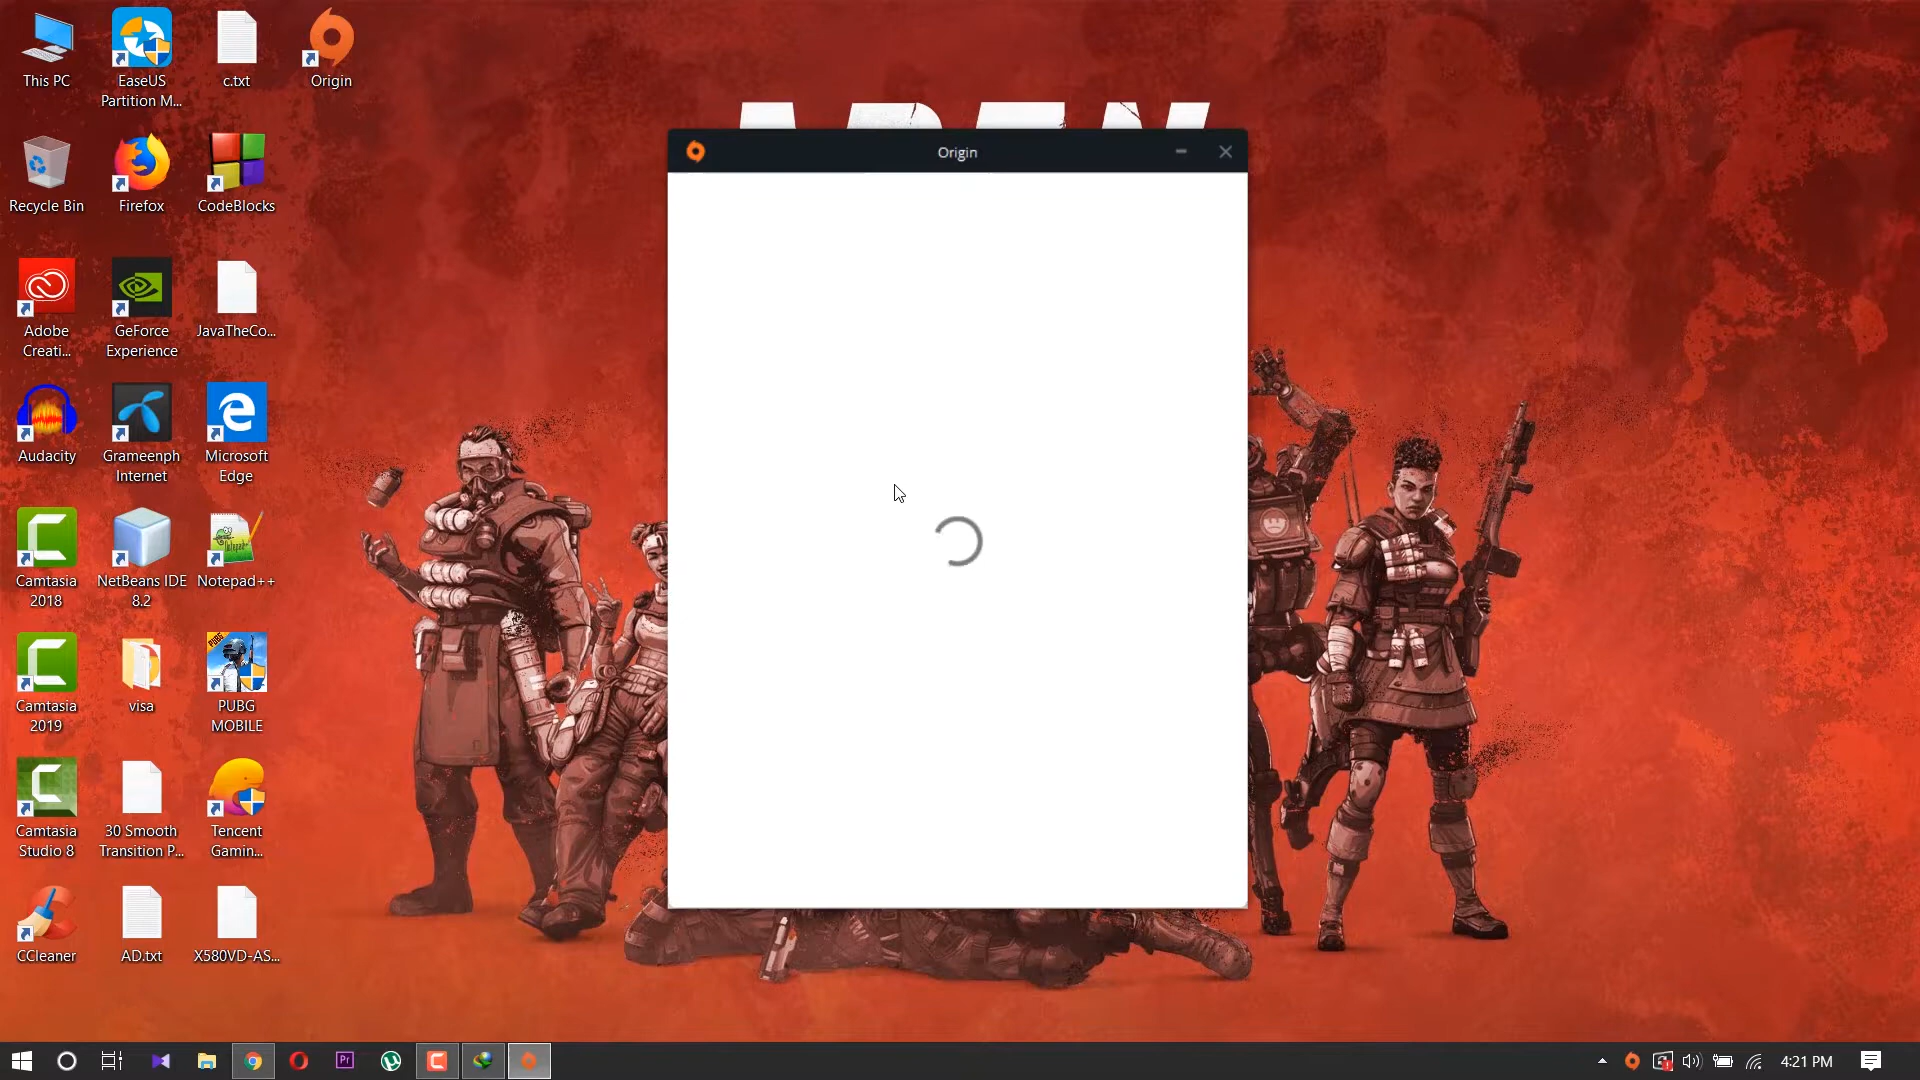 This PC
EaseUS
Partition M...
c.txt
Origin
Recycle Bin
Firefox
CodeBlocks
Adobe
Creati...
GeForce
Experience
JavaTheCo...
Audacity
Grameenph
Internet
Microsoft
Edge
Camtasia
2018
NetBeans IDE
8.2
Notepad++
Camtasia
2019
visa
PUBG
MOBILE
Camtasia
Studio 8
30 Smooth
Transition P...
Tencent
Gamin...
CCleaner
AD.txt
X580VD-AS...
Origin
Pr
4:21 PM